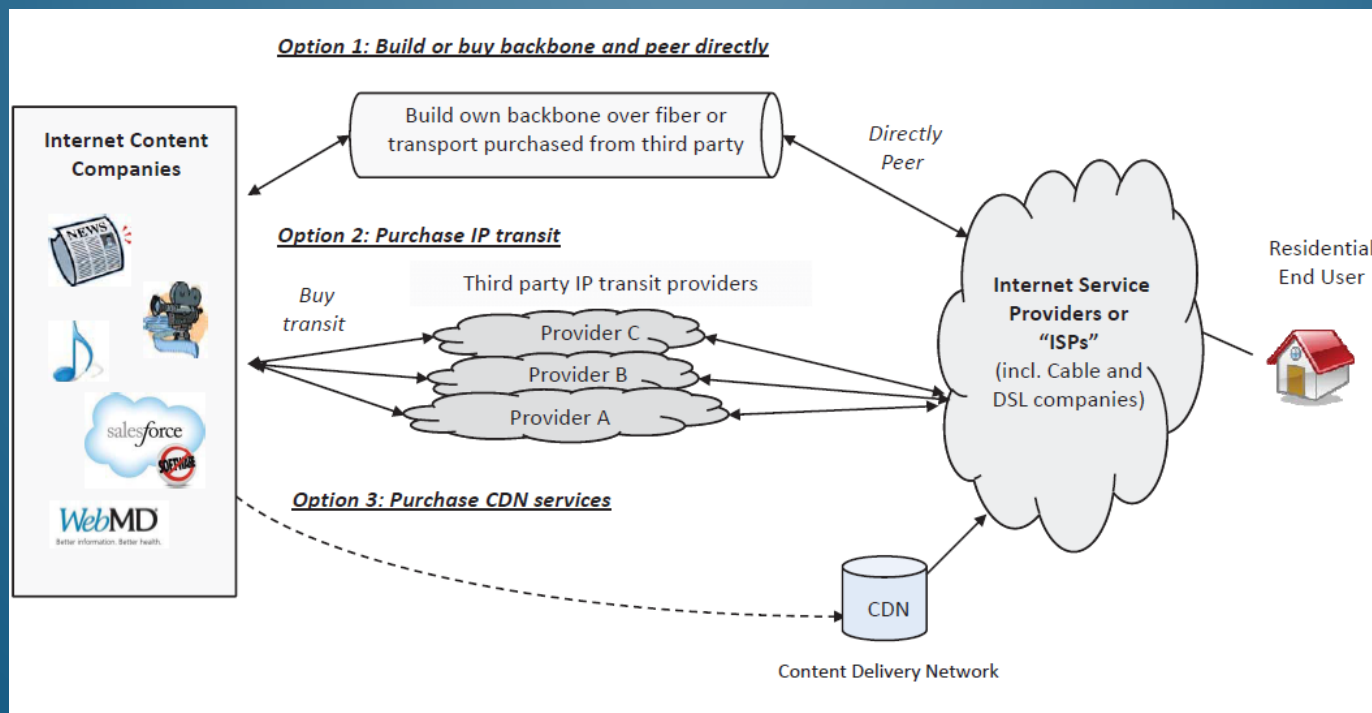 Option 1: Build or buy backbone and peer directly
Internet Content
Companies
NEWS
salesforce
SOFTWARE
WebMD
Better information. Better health.
Build own backbone over fiber or
transport purchased from third party
Directly
Peer
Option 2: Purchase IP transit
Buy
transit
Third party IP transit providers
Provider C
Provider B
Provider A
Internet Service
Providers or
“ISPs”
(incl. Cable and
DSL companies)
Residential
End User
Option 3: Purchase CDN services
CDN
Content Delivery Network